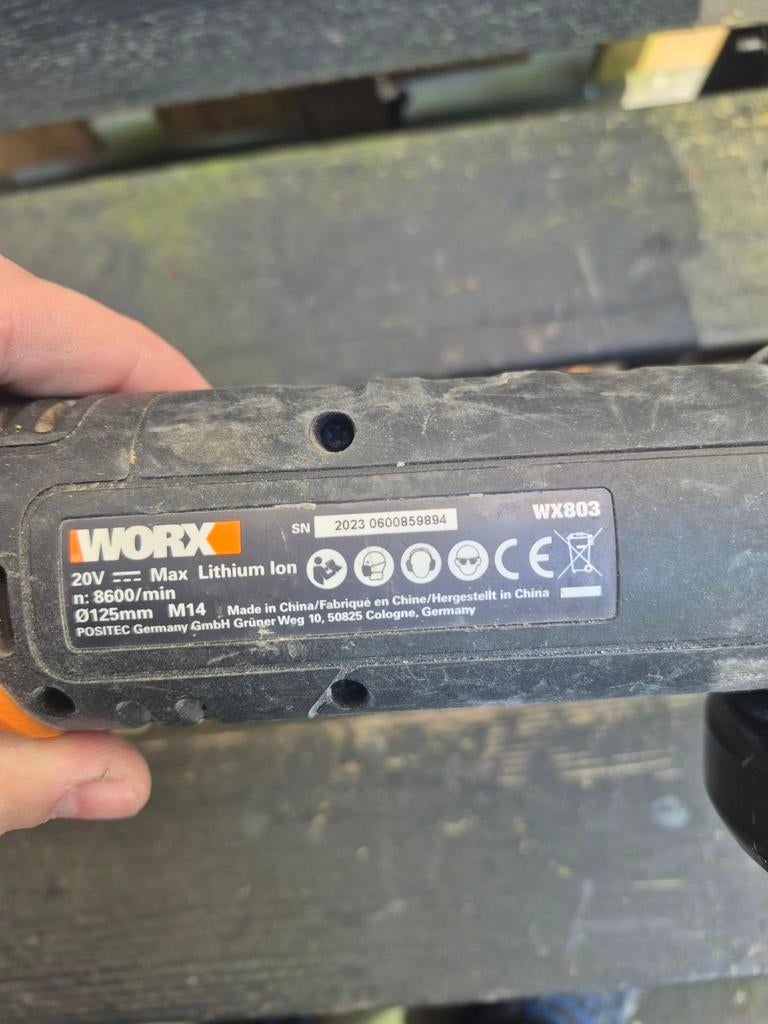 WORX
SN 2023 0600859894
WX803
20V Max Lithium Ion
n: 8600/min
Ø125mm M14
Made in China/Fabriqué en Chine/Hergestellt in China
POSITEC Germany GmbH Grüner Weg 10, 50825 Cologne, Germany
CE